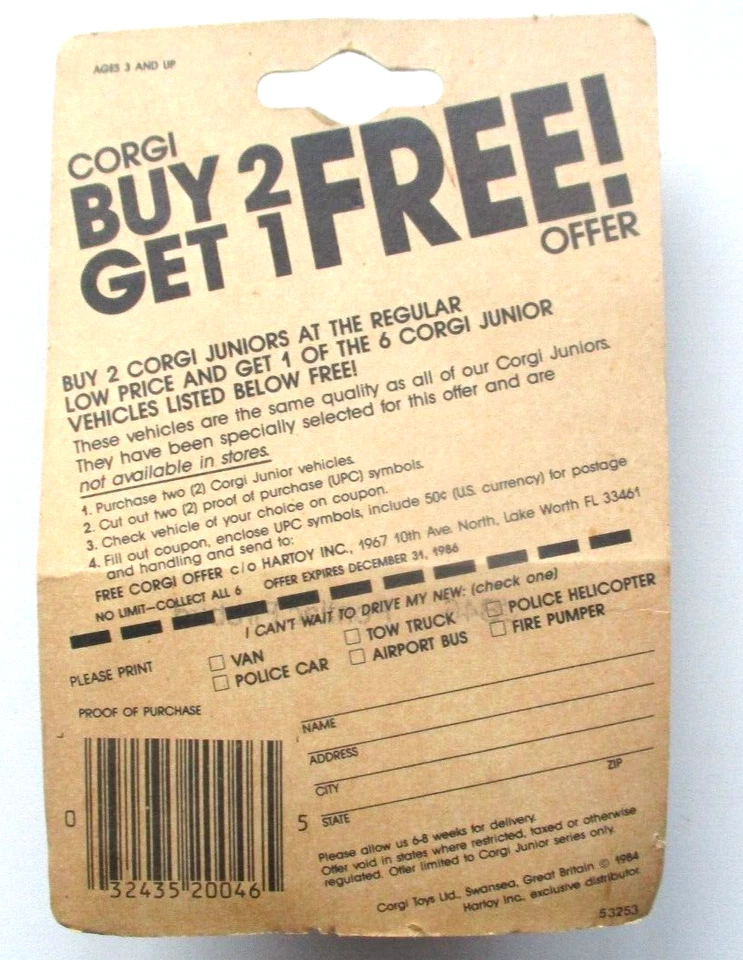 AGES 3 AND UP
CORGI
BUY 2
GET 1 FREE!
OFFER
BUY 2 CORGI JUNIORS AT THE REGULAR
LOW PRICE AND GET 1 OF THE 6 CORGI JUNIOR
VEHICLES LISTED BELOW FREE!
These vehicles are the same quality as all of our Corgi Juniors.
They have been specially selected for this offer and are
not available in stores.
1. Purchase two (2) Corgi Junior vehicles.
2. Cut out two (2) proof of purchase (UPC) symbols.
3. Check vehicle of your choice on coupon.
4. Fill out coupon, enclose UPC symbols, include 50¢ (U.S. currency) for postage
and handling and send to:
FREE CORGI OFFER c/o HARTOY INC., 1967 10th Ave. North, Lake Worth FL 33461
NO LIMIT—COLLECT ALL 6 OFFER EXPIRES DECEMBER 31, 1986
I CAN'T WAIT TO DRIVE MY NEW: (check one)
PLEASE PRINT
VAN
TOW TRUCK
POLICE HELICOPTER
POLICE CAR
AIRPORT BUS
FIRE PUMPER
PROOF OF PURCHASE
NAME
ADDRESS
CITY
ZIP
STATE
0 32435 20046 5
Please allow us 6-8 weeks for delivery.
Offer void in states where restricted, taxed or otherwise
regulated. Offer limited to Corgi Junior series only.
Corgi Toys Ltd., Swansea, Great Britain © 1984
Hartoy Inc., exclusive distributor
53253